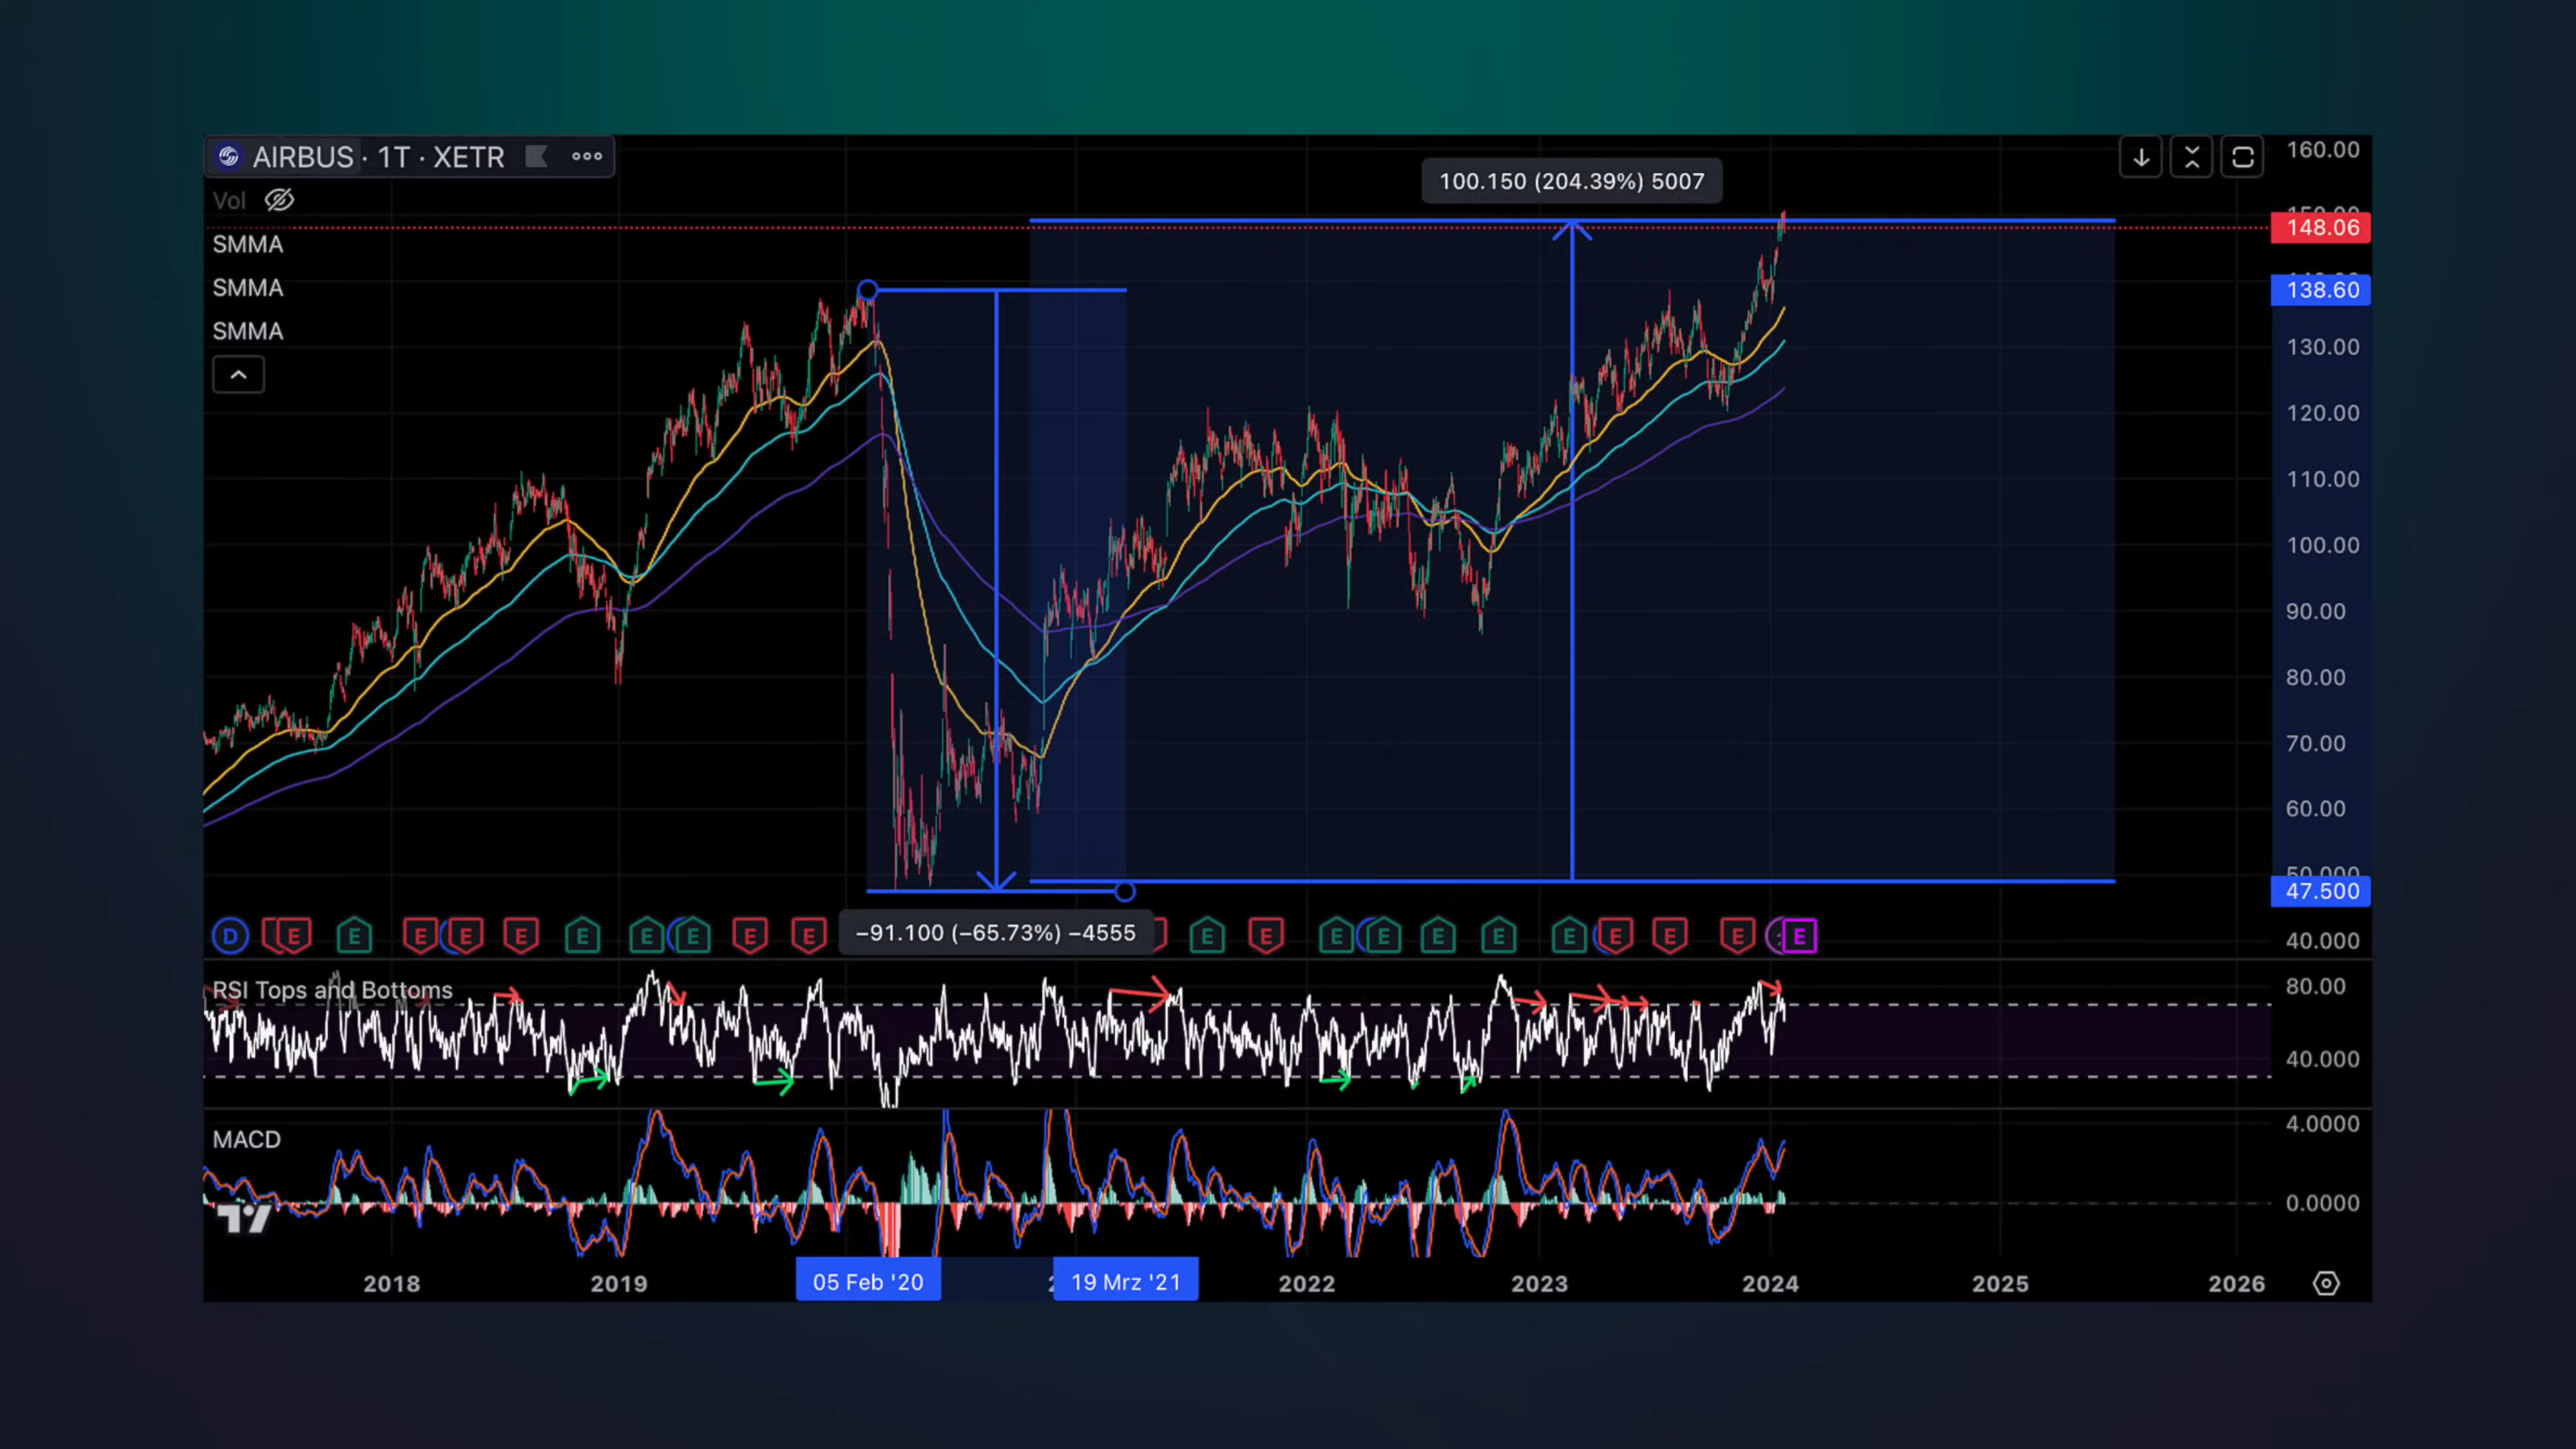 AIRBUS · 1T · XETR
Vol
SMMA
SMMA
SMMA
100.150 (204.39%) 5007
−91.100 (−65.73%) −4555
160.00
148.06
138.60
130.00
120.00
110.00
100.00
90.00
80.00
70.00
60.00
47.500
40.000
D E E E E E E E E E E E E E E E E E E E E E E
RSI Tops and Bottoms
80.00
40.000
MACD
4.0000
0.0000
2018
2019
05 Feb '20
19 Mrz '21
2022
2023
2024
2025
2026